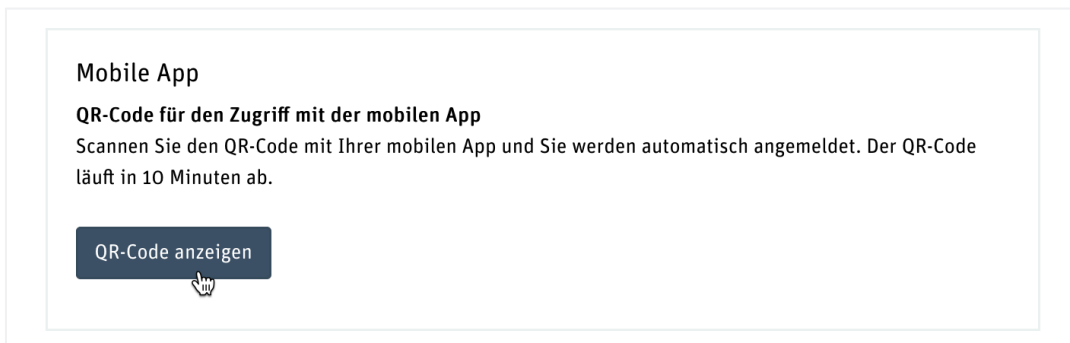 Mobile App
QR-Code für den Zugriff mit der mobilen App
Scannen Sie den QR-Code mit Ihrer mobilen App und Sie werden automatisch angemeldet. Der QR-Code
läuft in 10 Minuten ab.
QR-Code anzeigen